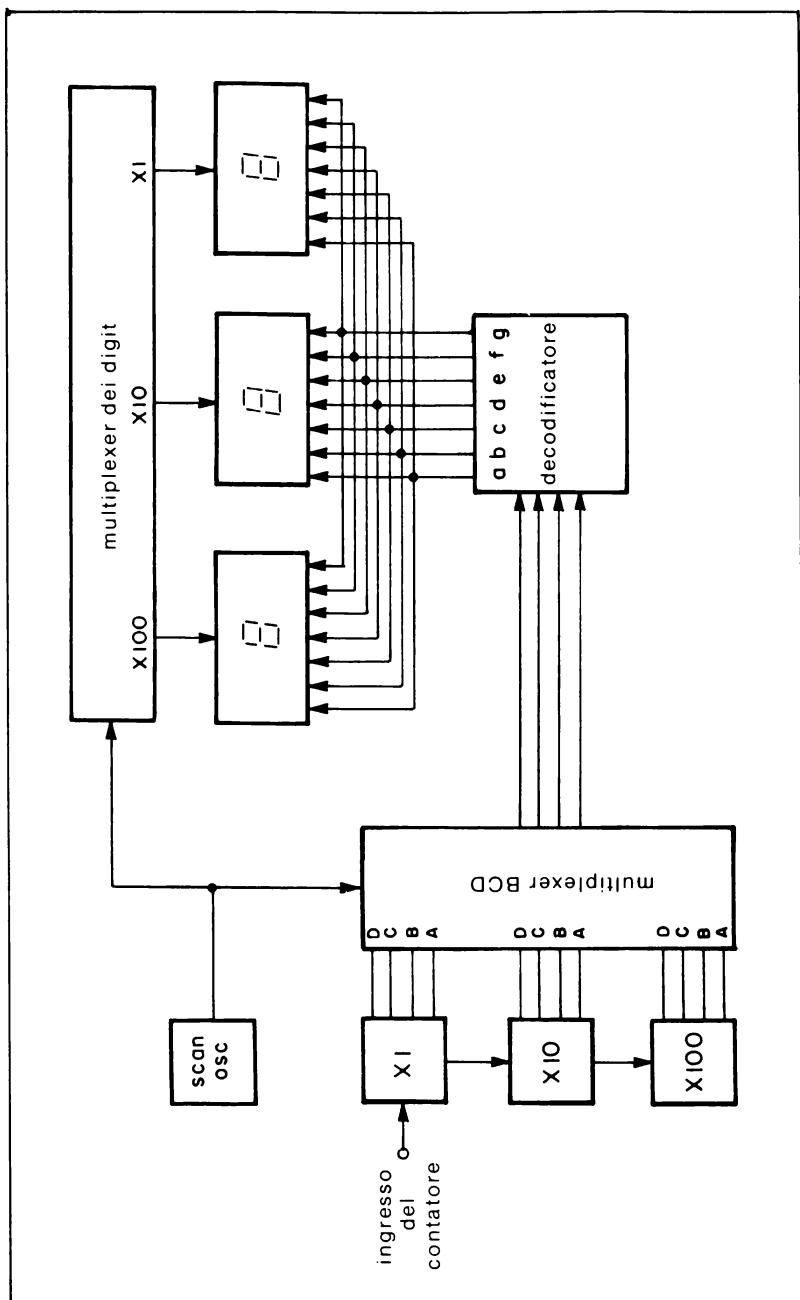 multiplexer dei digit
X100
X10
X1
a b c d e f g
decodificatore
scan
osc
multiplexer BCD
D
C
B
A
D
C
B
A
D
C
B
A
X1
X10
X100
ingresso
del
contatore